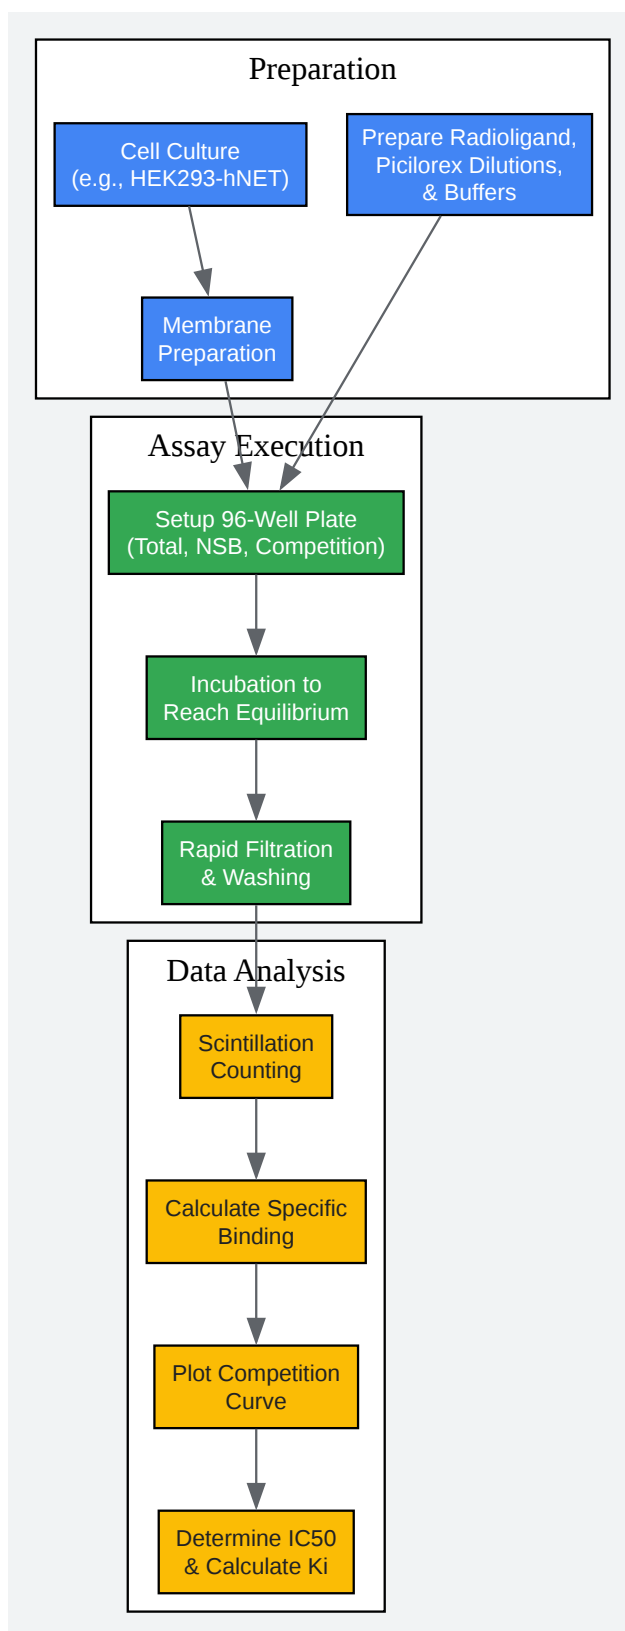 Preparation
Cell Culture
(e.g., HEK293-hNET)
Prepare Radioligand,
Picilorex Dilutions,
& Buffers
Membrane
Preparation
Assay Execution
Setup 96-Well Plate
(Total, NSB, Competition)
Incubation to
Reach Equilibrium
Rapid Filtration
& Washing
Data Analysis
Scintillation
Counting
Calculate Specific
Binding
Plot Competition
Curve
Determine IC50
& Calculate Ki